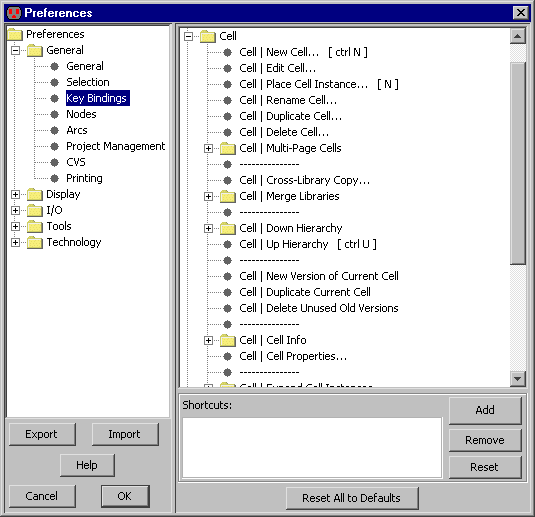 Preferences
Preferences
General
General
Selection
Key Bindings
Nodes
Arcs
Project Management
CVS
Printing
Display
I/O
Tools
Technology
Export Import
Help
Cancel OK
Cell
Cell | New Cell... [ ctrl N ]
Cell | Edit Cell...
Cell | Place Cell Instance... [ N ]
Cell | Rename Cell...
Cell | Duplicate Cell...
Cell | Delete Cell...
Cell | Multi-Page Cells
---------------
Cell | Cross-Library Copy...
Cell | Merge Libraries
---------------
Cell | Down Hierarchy
Cell | Up Hierarchy [ ctrl U ]
---------------
Cell | New Version of Current Cell
Cell | Duplicate Current Cell
Cell | Delete Unused Old Versions
---------------
Cell | Cell Info
Cell | Cell Properties...
---------------
Cell | Expand Cell Instances
Shortcuts:
Add
Remove
Reset
Reset All to Defaults